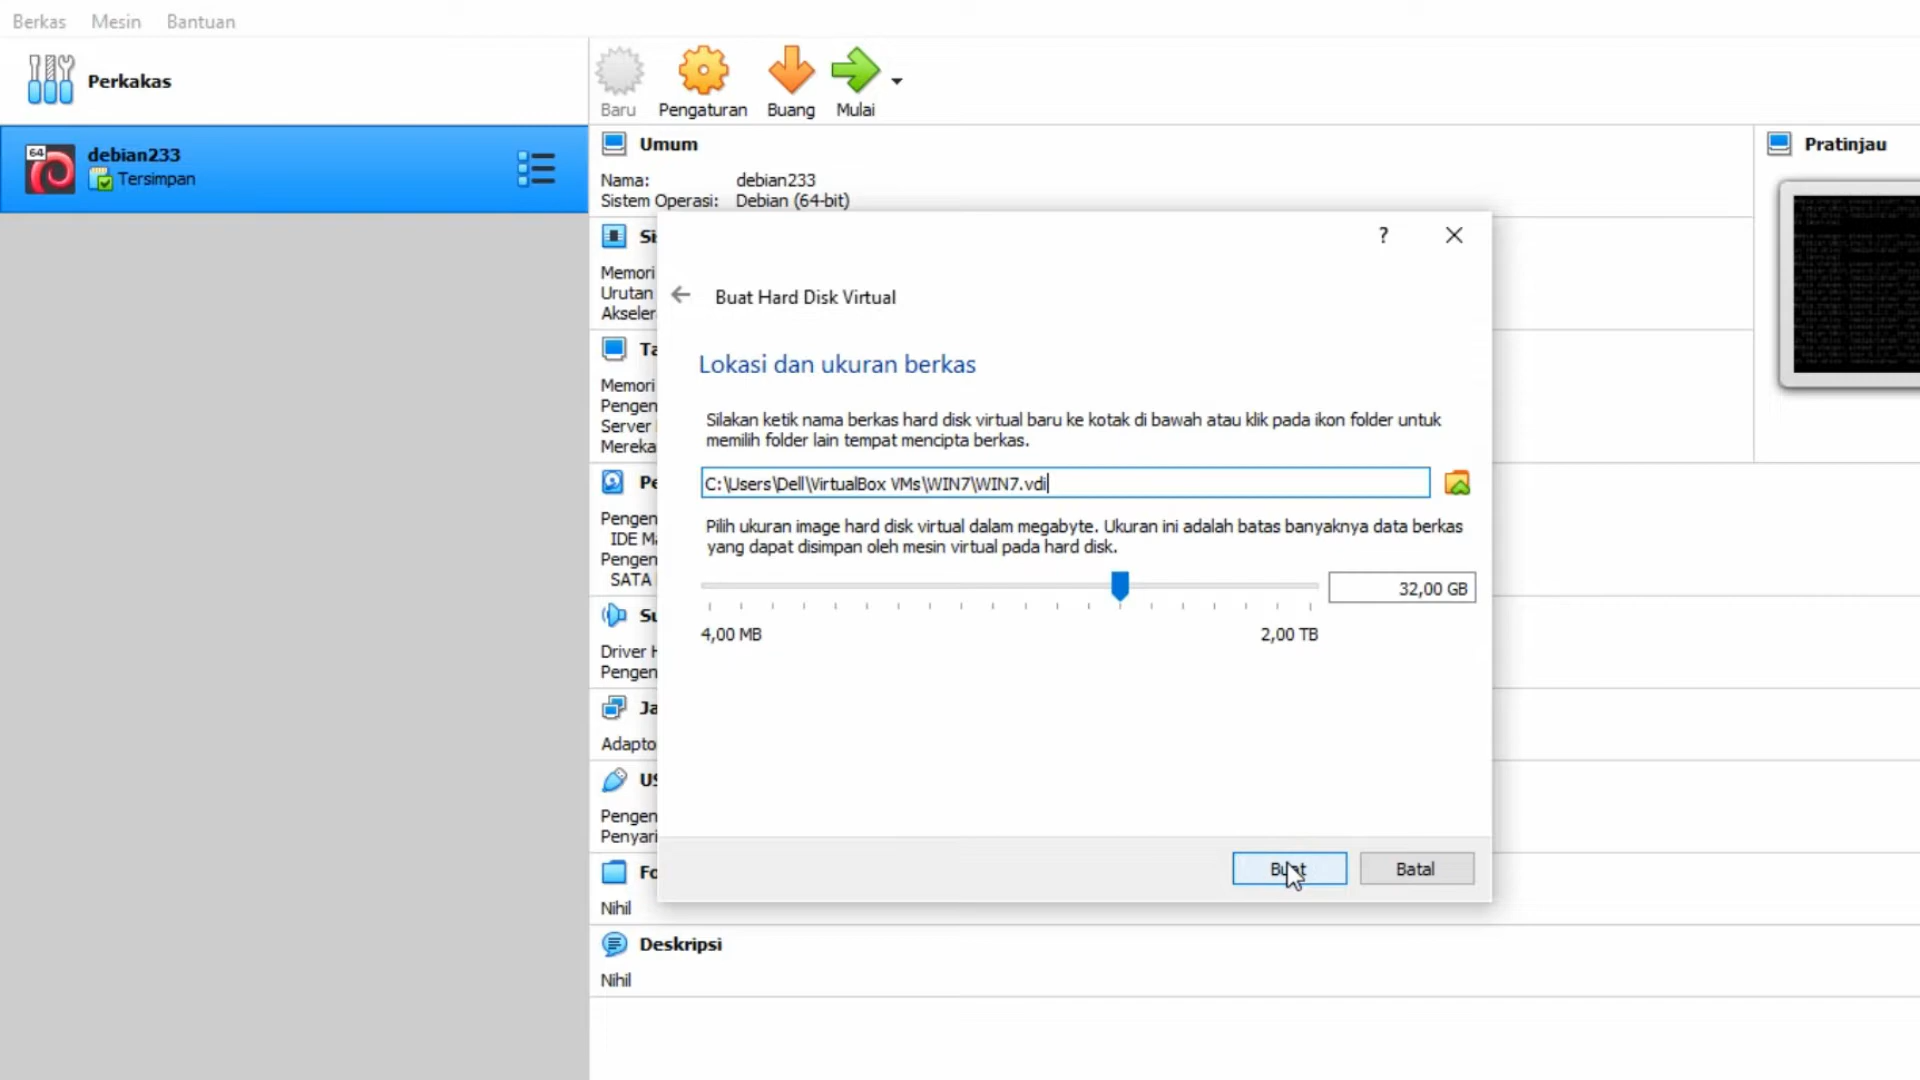 Berkas Mesin Bantuan
Perkakas
Baru Pengaturan Buang Mulai
64 debian233
Tersimpan
Umum
Nama: debian233
Sistem Operasi: Debian (64-bit)
Pratinjau
Si
Memori
Urutan
Akseler
Ta
Memori
Pengen
Server
Mereka
Pe
Pengen
IDE Ma
Pengen
SATA
Su
Driver H
Pengen
Ja
Adapto
US
Pengen
Penyari
Fo
Nihil
Deskripsi
Nihil
?
Buat Hard Disk Virtual
Lokasi dan ukuran berkas
Silakan ketik nama berkas hard disk virtual baru ke kotak di bawah atau klik pada ikon folder untuk
memilih folder lain tempat mencipta berkas.
C:\Users\Dell\VirtualBox VMs\WIN7\WIN7.vdi
Pilih ukuran image hard disk virtual dalam megabyte. Ukuran ini adalah batas banyaknya data berkas
yang dapat disimpan oleh mesin virtual pada hard disk.
32,00 GB
4,00 MB 2,00 TB
Buat Batal